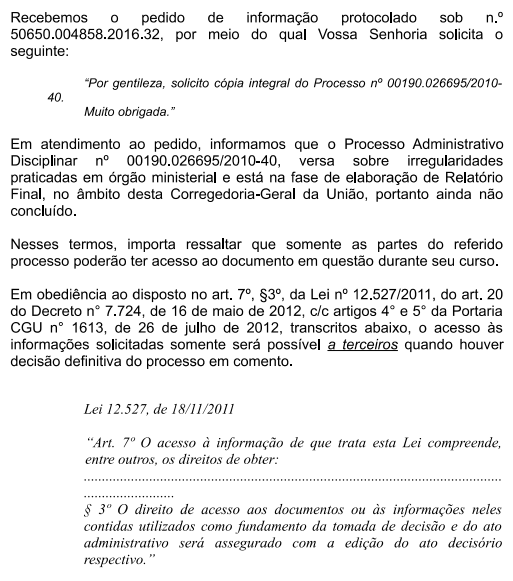 Recebemos o pedido de informação protocolado sob n.º
50650.004858.2016.32, por meio do qual Vossa Senhoria solicita o
seguinte:
“Por gentileza, solicito cópia integral do Processo nº 00190.026695/2010-
40.
Muito obrigada.”
Em atendimento ao pedido, informamos que o Processo Administrativo
Disciplinar nº 00190.026695/2010-40, versa sobre irregularidades
praticadas em órgão ministerial e está na fase de elaboração de Relatório
Final, no âmbito desta Corregedoria-Geral da União, portanto ainda não
concluído.
Nesses termos, importa ressaltar que somente as partes do referido
processo poderão ter acesso ao documento em questão durante seu curso.
Em obediência ao disposto no art. 7º, §3º, da Lei nº 12.527/2011, do art. 20
do Decreto n° 7.724, de 16 de maio de 2012, c/c artigos 4° e 5° da Portaria
CGU n° 1613, de 26 de julho de 2012, transcritos abaixo, o acesso às
informações solicitadas somente será possível a terceiros quando houver
decisão definitiva do processo em comento.
Lei 12.527, de 18/11/2011
“Art. 7º O acesso à informação de que trata esta Lei compreende,
entre outros, os direitos de obter:
....................................................................................................................
.........................
§ 3º O direito de acesso aos documentos ou às informações neles
contidas utilizados como fundamento da tomada de decisão e do ato
administrativo será assegurado com a edição do ato decisório
respectivo.”